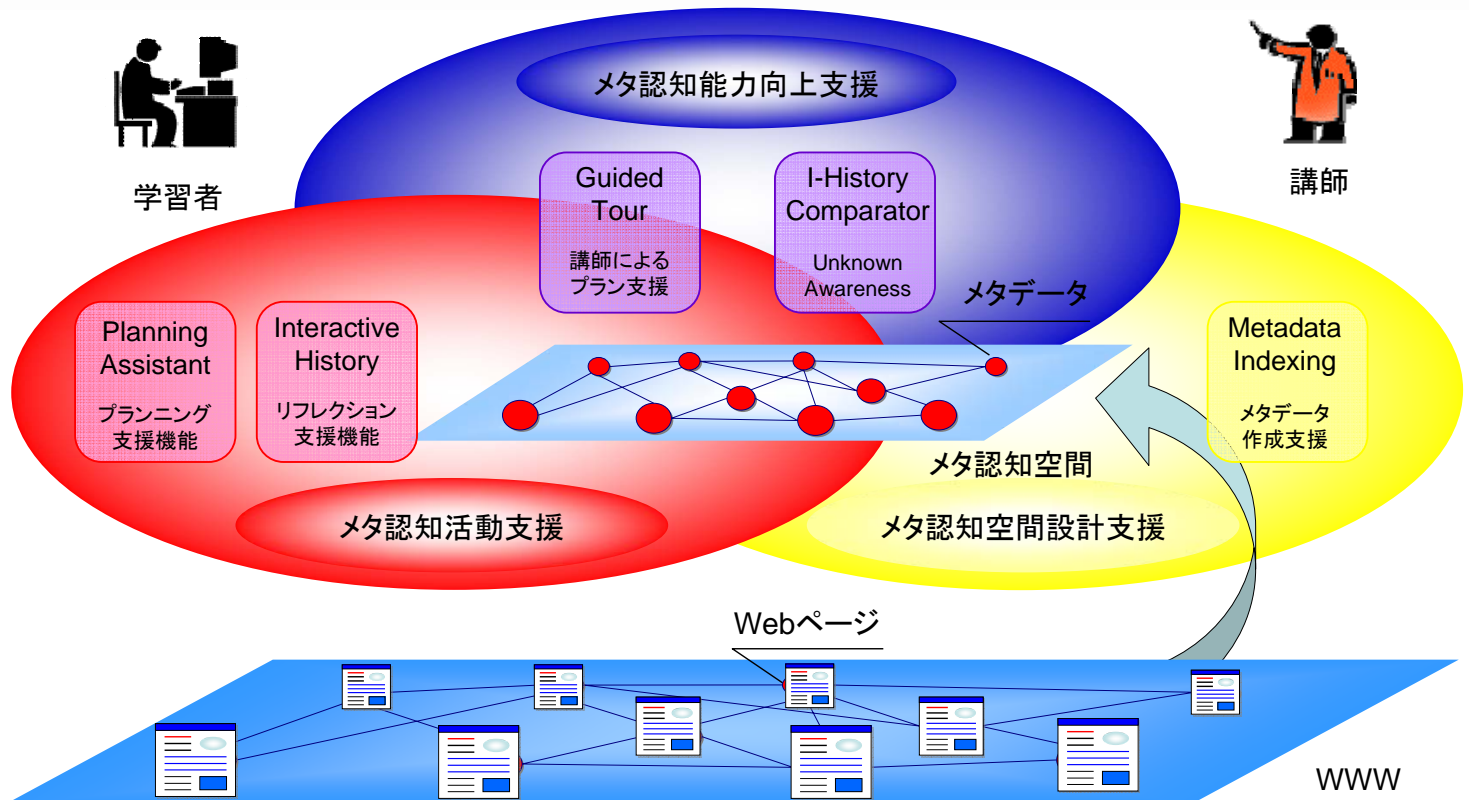 メタ認知能力向上支援
学習者
講師
Guided
Tour
講師による
プラン支援
I-History
Comparator
Unknown
Awareness
メタデータ
Planning
Assistant
プランニング
支援機能
Interactive
History
リフレクション
支援機能
Metadata
Indexing
メタデータ
作成支援
メタ認知空間
メタ認知活動支援
メタ認知空間設計支援
Webページ
WWW